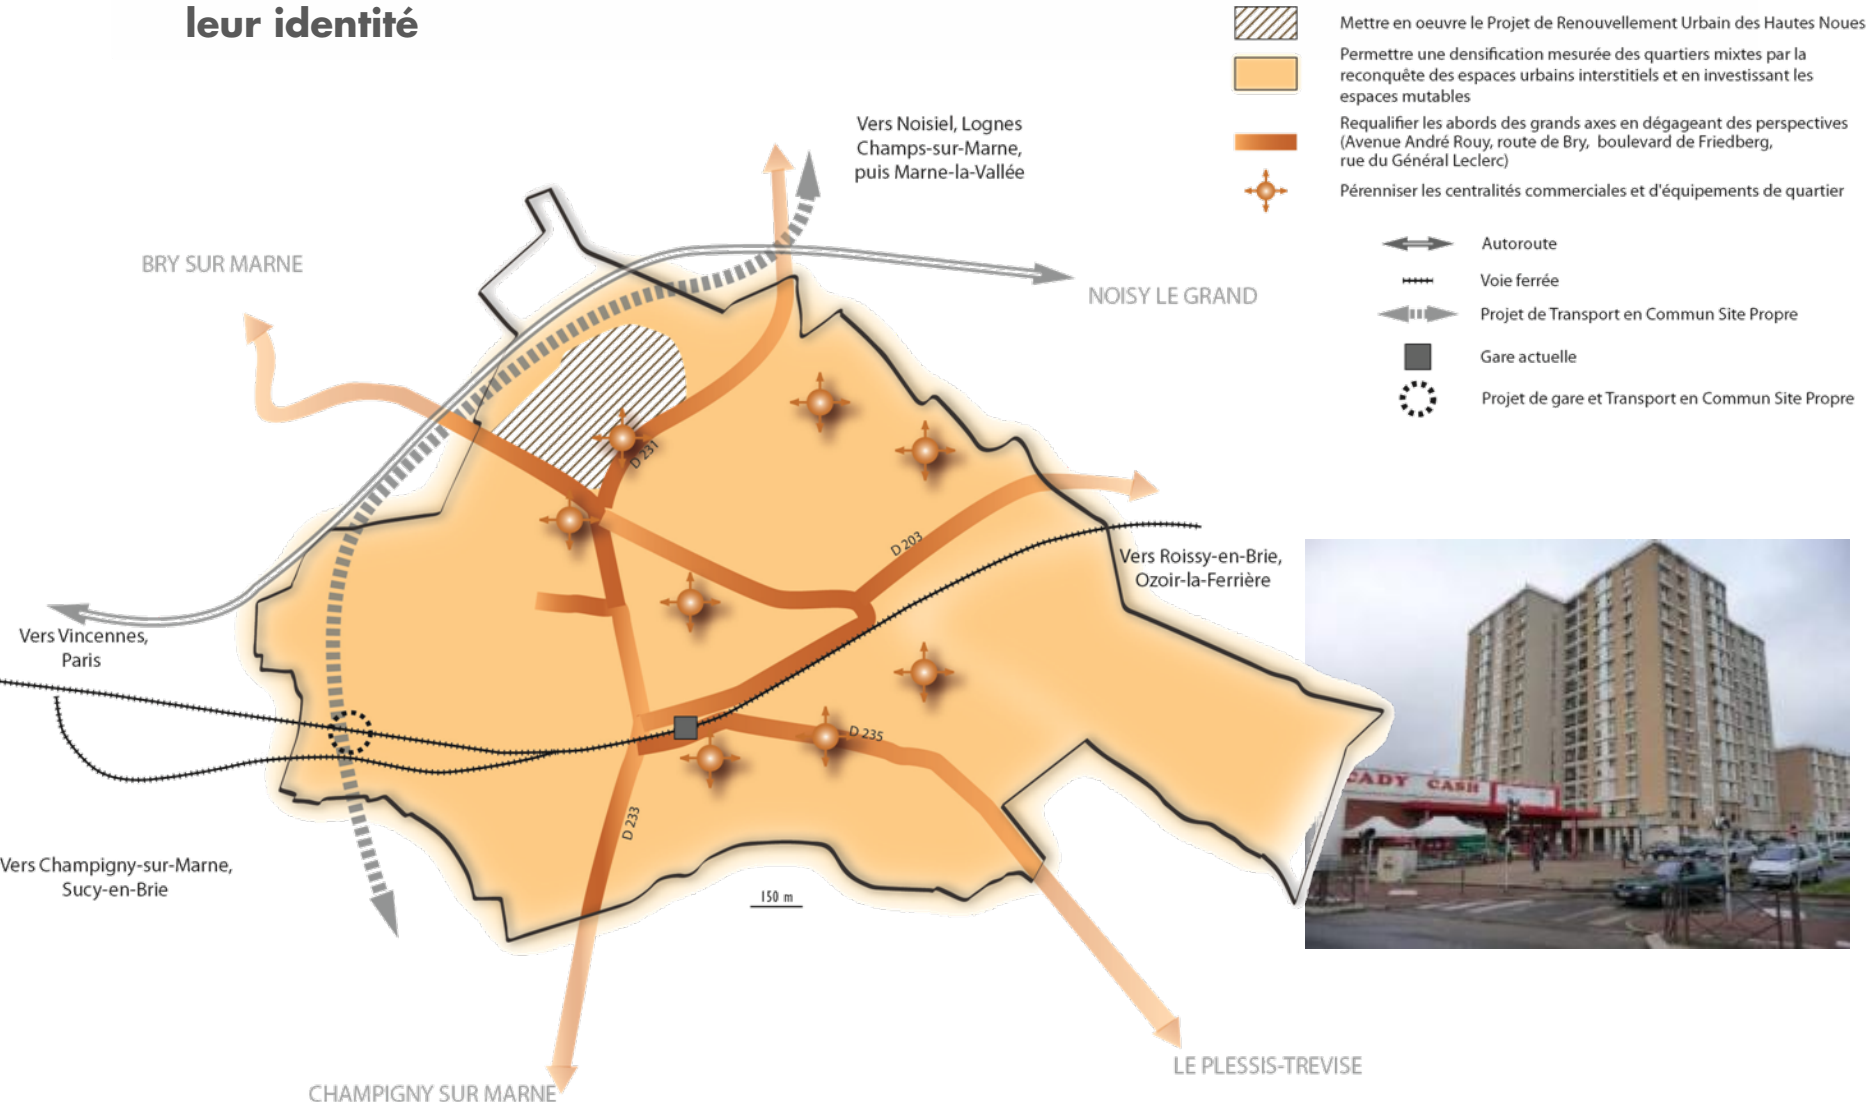 leur identité
Mettre en oeuvre le Projet de Renouvellement Urbain des Hautes Noues
Permettre une densification mesurée des quartiers mixtes par la
reconquête des espaces urbains interstitiels et en investissant les
espaces mutables
Requalifier les abords des grands axes en dégageant des perspectives
(Avenue André Rouy, route de Bry, boulevard de Friedberg,
rue du Général Leclerc)
Pérenniser les centralités commerciales et d'équipements de quartier
Autoroute
Voie ferrée
Projet de Transport en Commun Site Propre
Gare actuelle
Projet de gare et Transport en Commun Site Propre
Vers Noisiel, Lognes
Champs-sur-Marne,
puis Marne-la-Vallée
BRY SUR MARNE
NOISY LE GRAND
D 231
D 203
Vers Roissy-en-Brie,
Ozoir-la-Ferrière
Vers Vincennes,
Paris
D 235
D 233
CADY CASH
Vers Champigny-sur-Marne,
Sucy-en-Brie
150 m
LE PLESSIS-TREVISE
CHAMPIGNY SUR MARNE